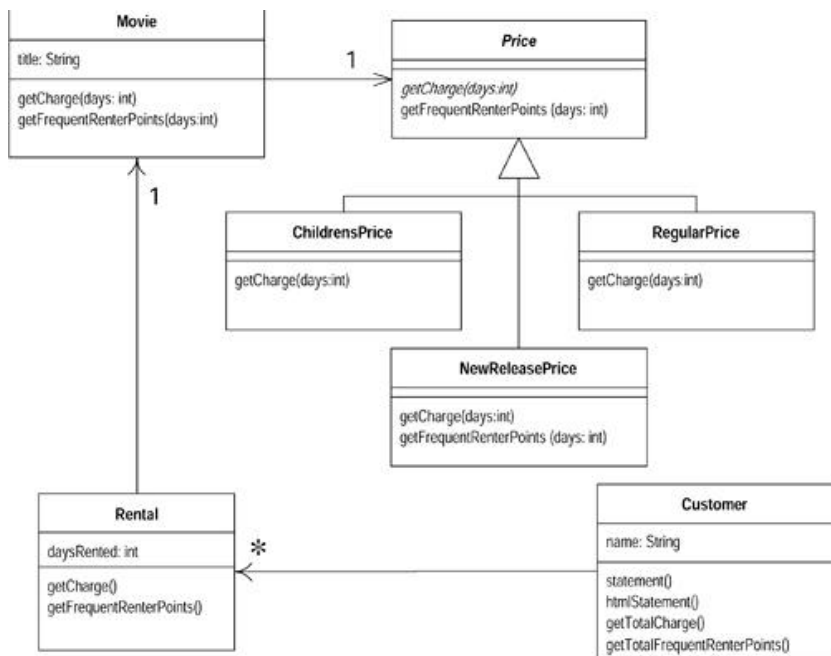 Movie
title: String
getCharge(days: int)
getFrequentRenterPoints(days:int)
1
Price
getCharge(days:int)
getFrequentRenterPoints (days: int)
1
ChildrensPrice
getCharge(days:int)
RegularPrice
getCharge(days:int)
NewReleasePrice
getCharge(days:int)
getFrequentRenterPoints (days: int)
Rental
daysRented: int
getCharge()
getFrequentRenterPoints()
*
Customer
name: String
statement()
htmlStatement()
getTotalCharge()
getTotalFrequentRenterPoints()